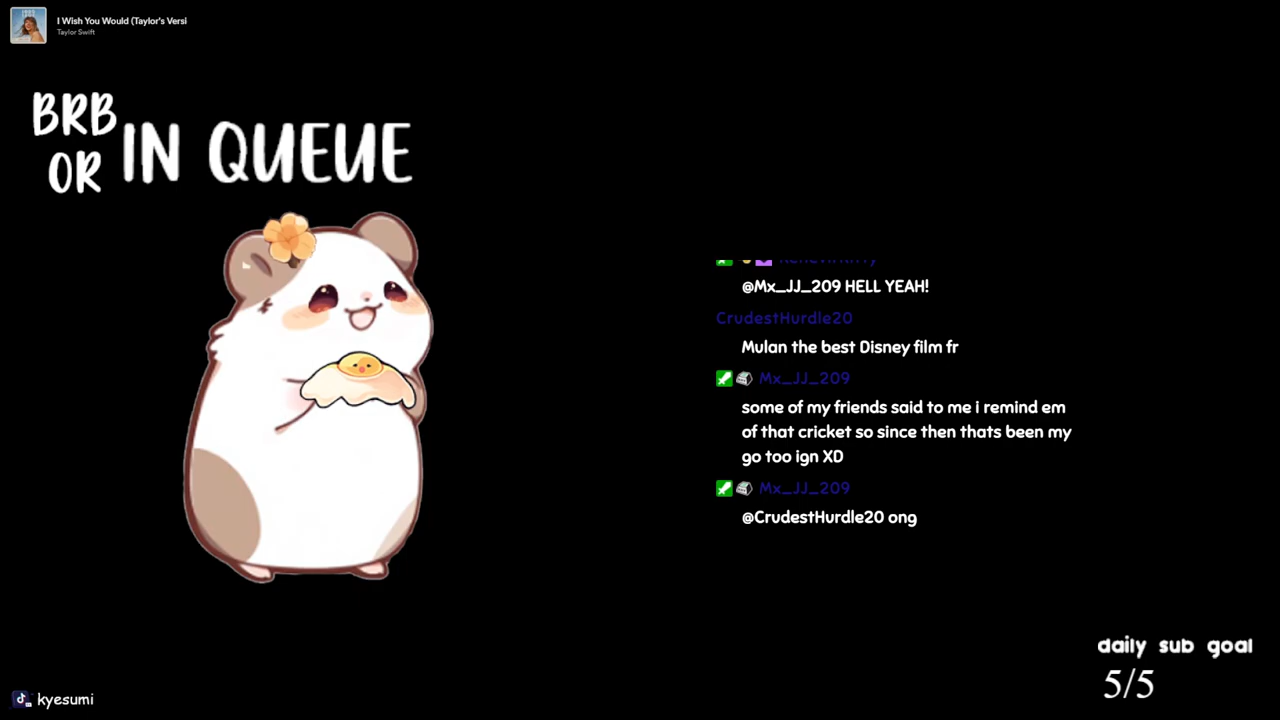 I Wish You Would (Taylor's Versi
Taylor Swift
BRB
OR IN QUEUE
@Mx_JJ_209 HELL YEAH!
CrudestHurdle20
Mulan the best Disney film fr
Mx_JJ_209
some of my friends said to me i remind em
of that cricket so since then thats been my
go too ign XD
Mx_JJ_209
@CrudestHurdle20 ong
daily sub goal
5/5
kyesumi